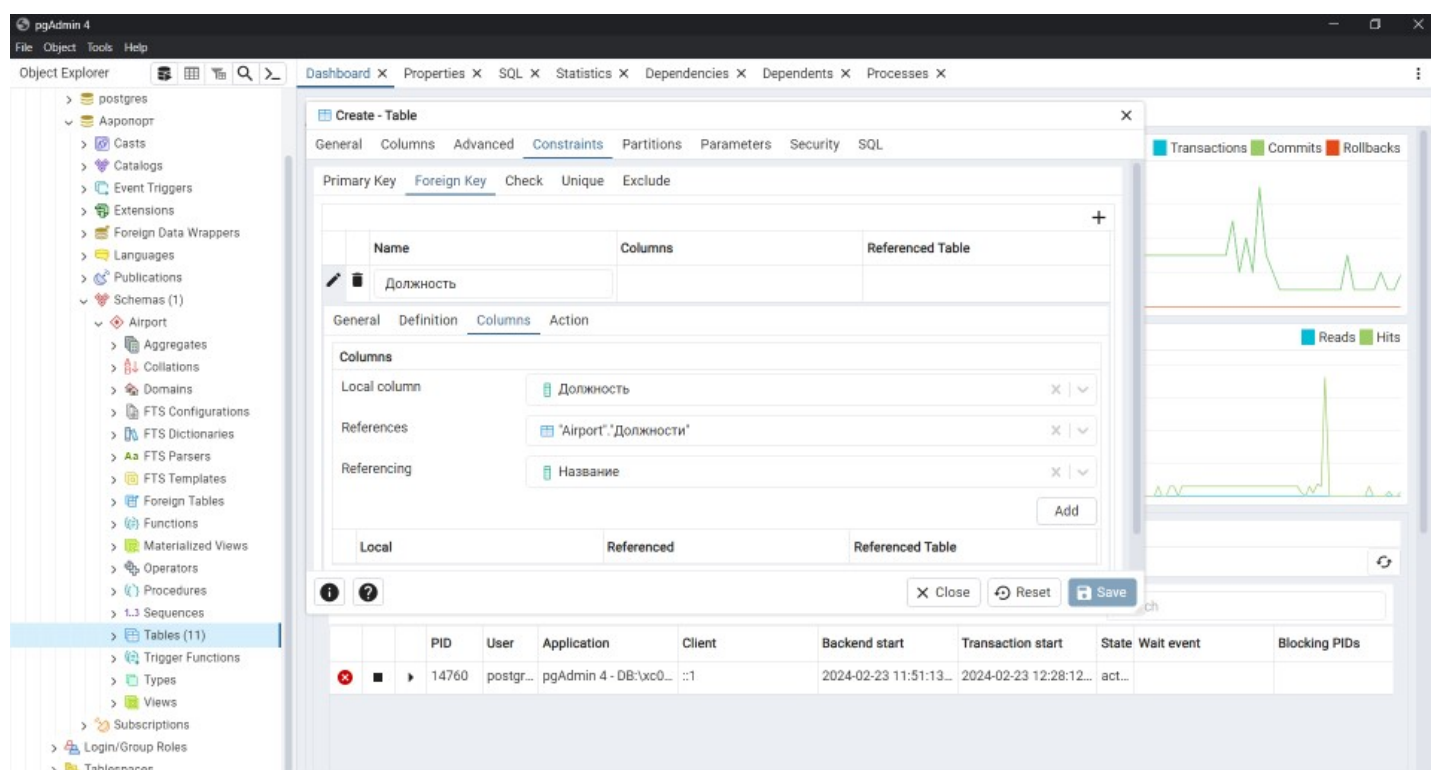 pgAdmin 4
File Object Tools Help
Object Explorer
Dashboard Properties SQL Statistics Dependencies Dependents Processes
postgres
Аэропорт
Casts
Catalogs
Event Triggers
Extensions
Foreign Data Wrappers
Languages
Publications
Schemas (1)
Airport
Aggregates
Collations
Domains
FTS Configurations
FTS Dictionaries
FTS Parsers
FTS Templates
Foreign Tables
Functions
Materialized Views
Operators
Procedures
1..3 Sequences
Tables (11)
Trigger Functions
Types
Views
Subscriptions
Login/Group Roles
Tablespaces
Create - Table
General Columns Advanced Constraints Partitions Parameters Security SQL
Primary Key Foreign Key Check Unique Exclude
Name Columns Referenced Table
Должность
General Definition Columns Action
Columns
Local column Должность
References "Airport"."Должности"
Referencing Название
Add
Local Referenced Referenced Table
Close Reset Save
Transactions Commits Rollbacks
Reads Hits
PID User Application Client Backend start Transaction start State Wait event Blocking PIDs
14760 postgr... pgAdmin 4 - DB:\xc0... ::1 2024-02-23 11:51:13... 2024-02-23 12:28:12... act...